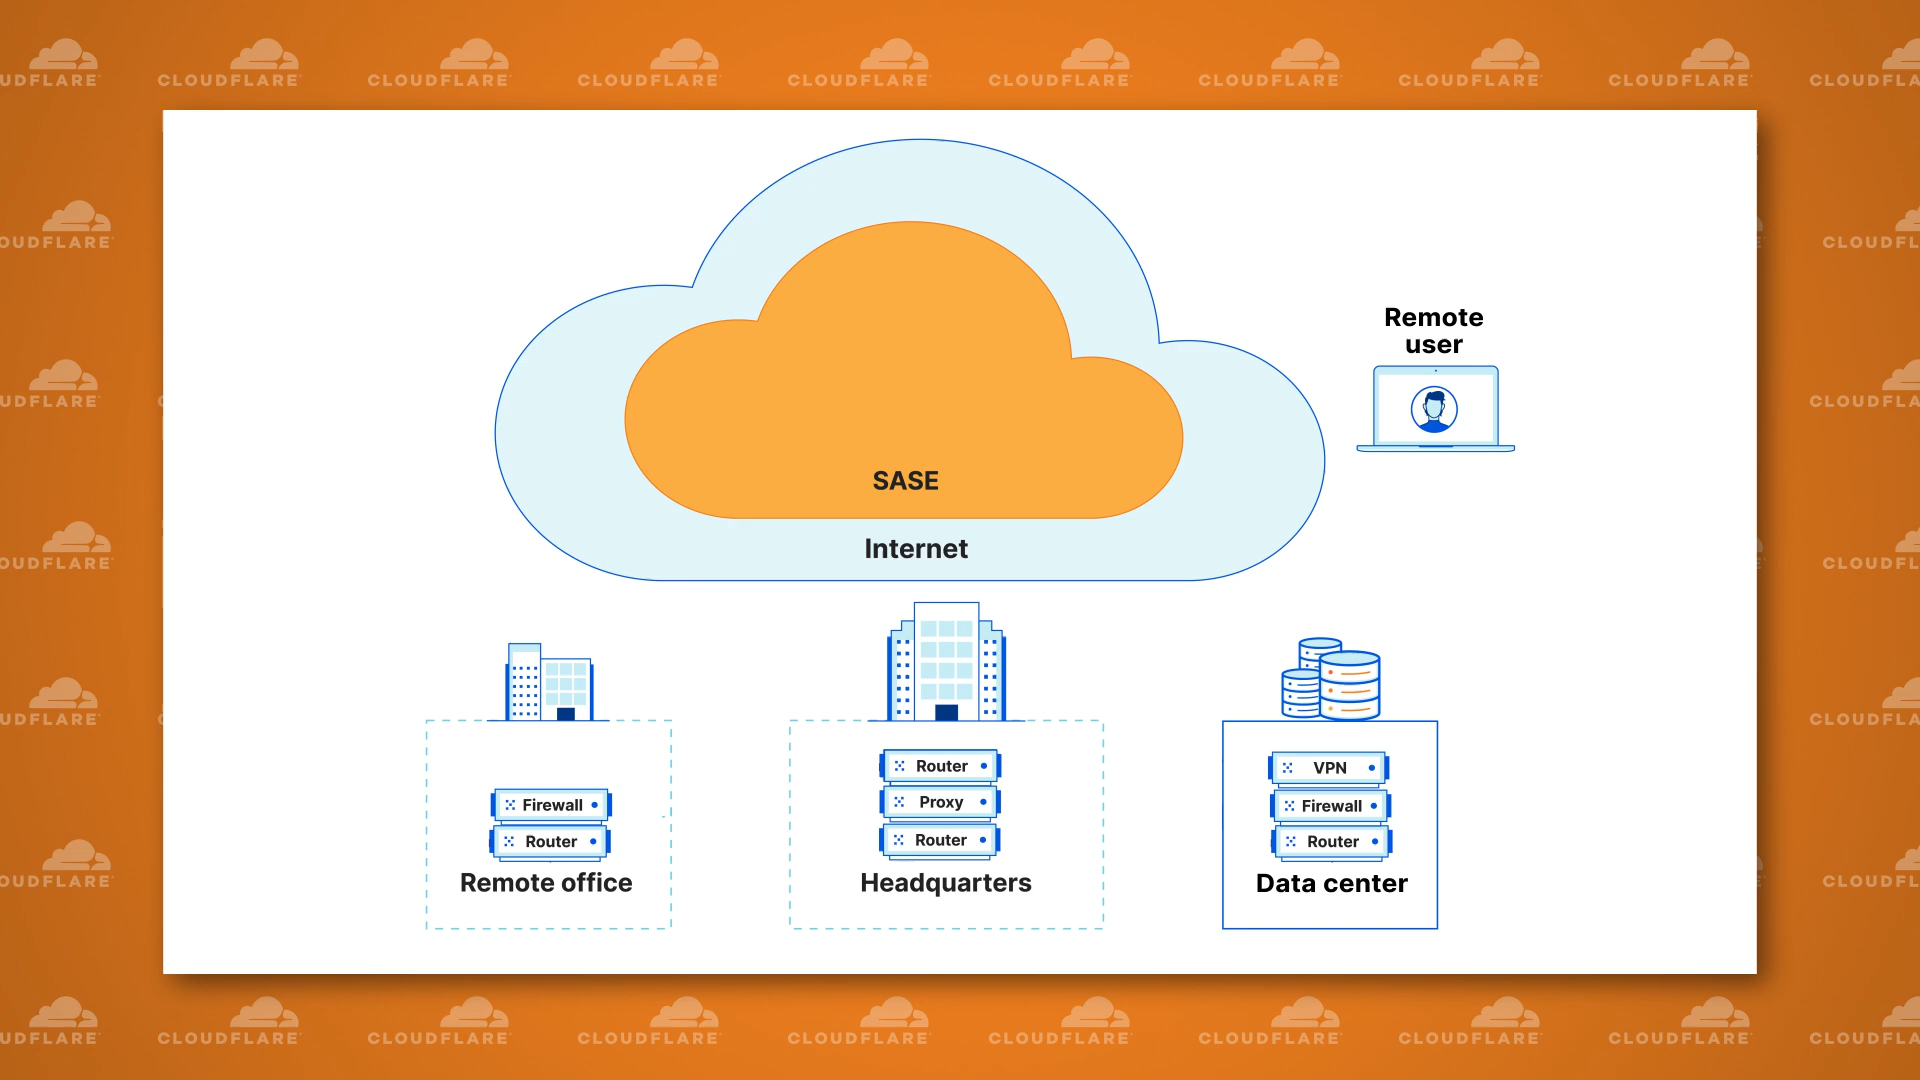 CLOUDFLARE
Remote
user
SASE
Internet
Router
VPN
Firewall
Proxy
Firewall
Router
Router
Router
Remote office
Headquarters
Data center